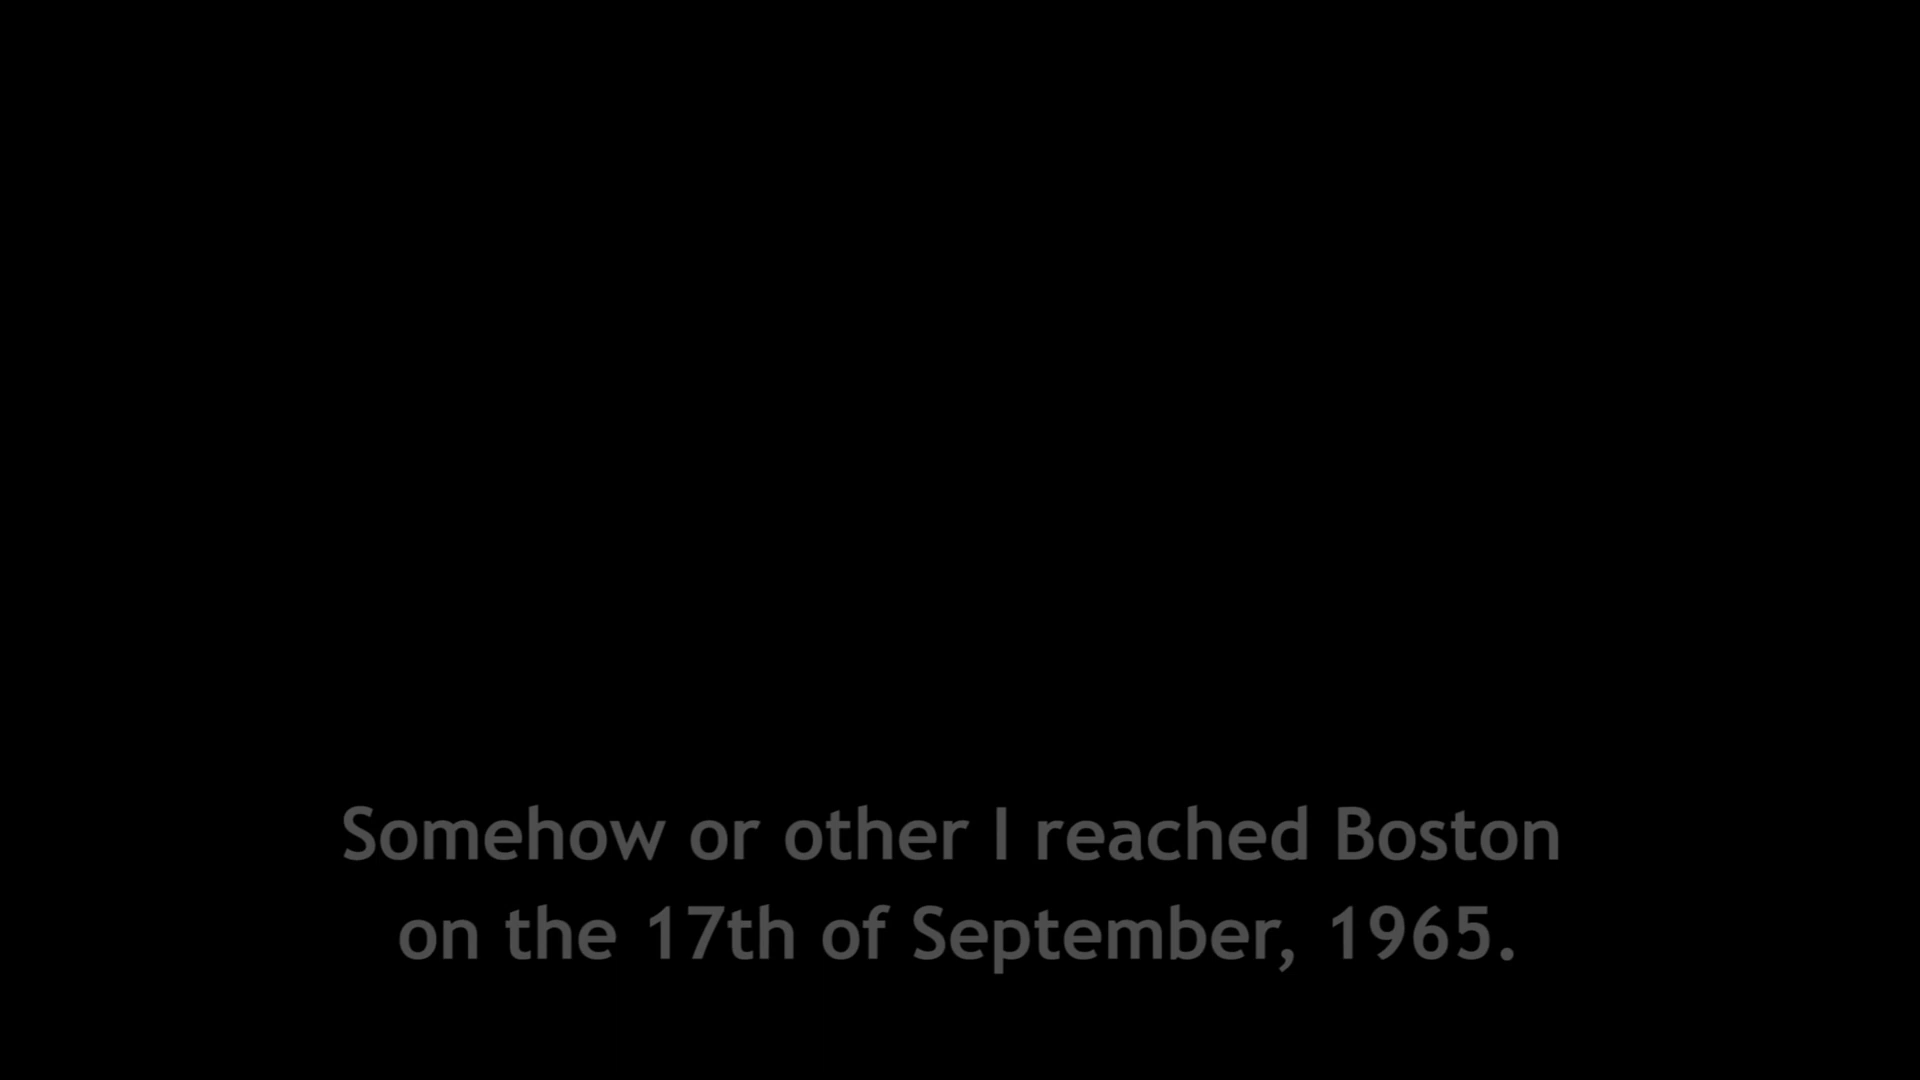 Somehow or other I reached Boston
on the 17th of September, 1965.